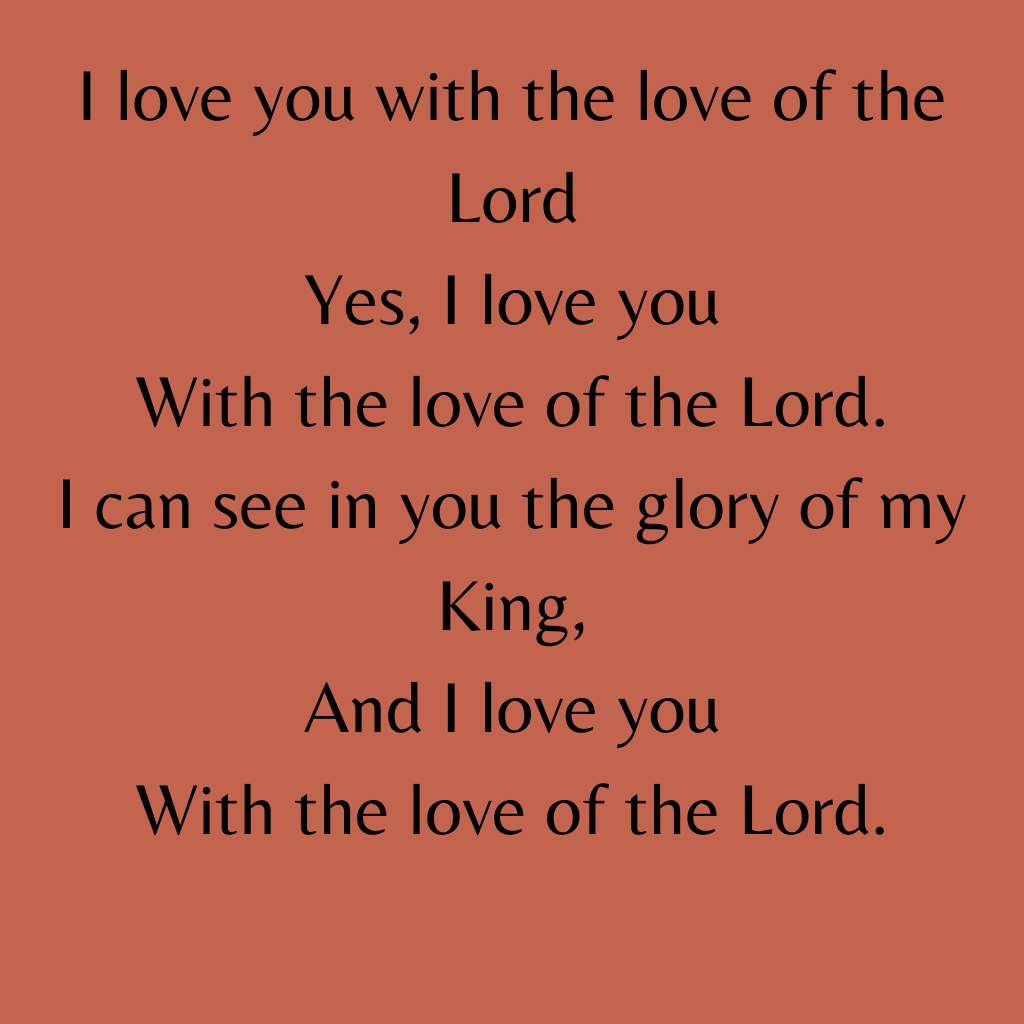 I love you with the love of the
Lord
Yes, I love you
With the love of the Lord.
I can see in you the glory of my
King,
And I love you
With the love of the Lord.